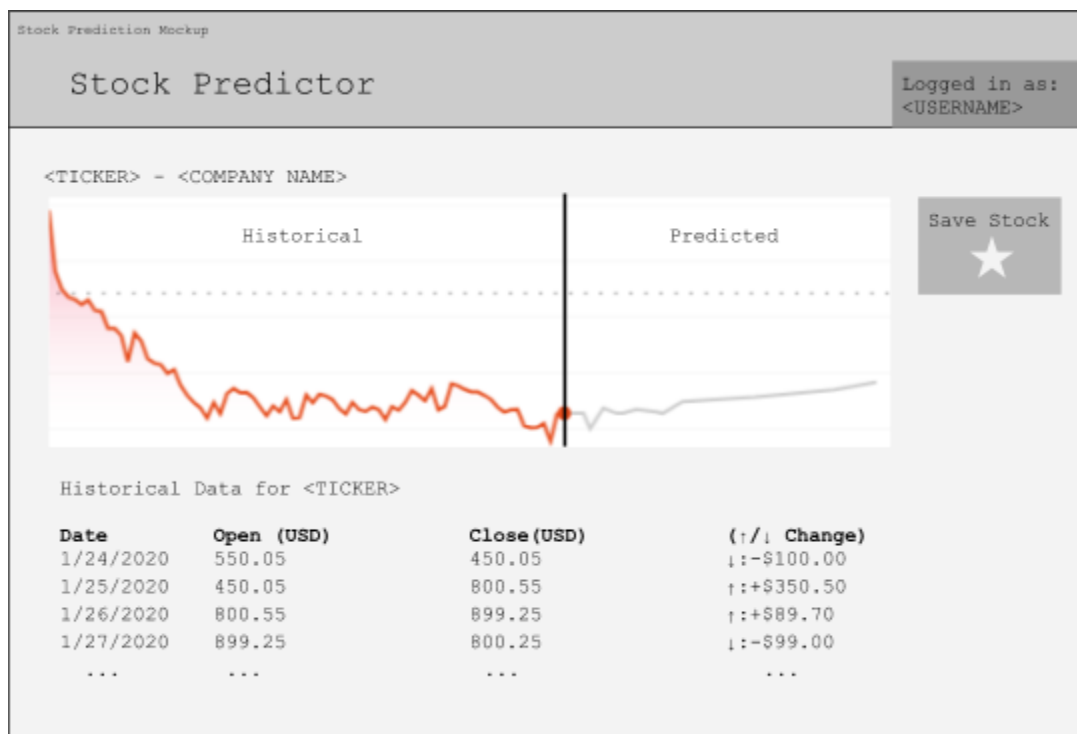 Stock Prediction Mockup
Stock Predictor
Logged in as:
<USERNAME>
<TICKER> - <COMPANY NAME>
Historical
Predicted
Save Stock
Historical Data for <TICKER>
Date Open (USD) Close(USD) (↑/↓ Change)
1/24/2020 550.05 450.05 ↓:-$100.00
1/25/2020 450.05 800.55 ↑:+$350.50
1/26/2020 800.55 899.25 ↑:+$89.70
1/27/2020 899.25 800.25 ↓:-$99.00
... ... ... ...